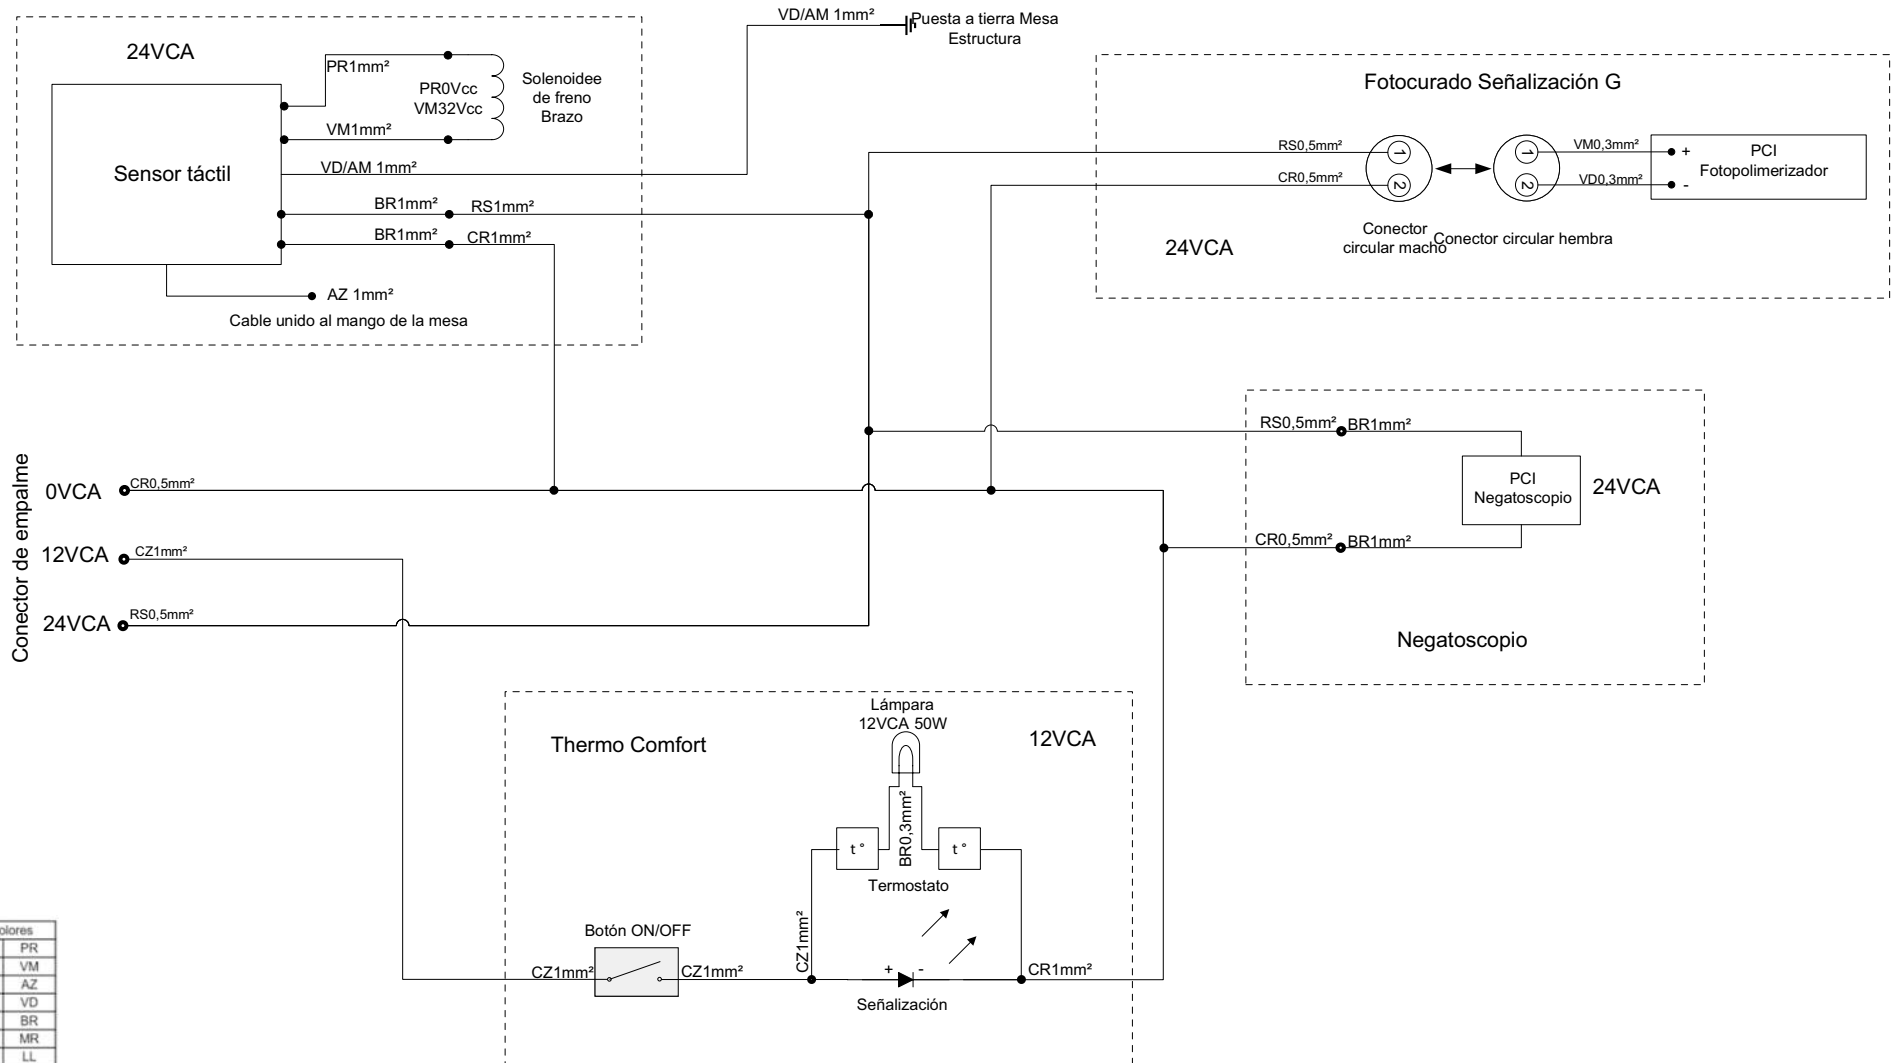 24VCA
PR1mm²
PR0Vcc
VM32Vcc
Solenoidee
de freno
Brazo
VM1mm²
Sensor táctil
VD/AM 1mm²
BR1mm²
RS1mm²
BR1mm²
CR1mm²
AZ 1mm²
Cable unido al mango de la mesa
VD/AM 1mm²
Puesta a tierra Mesa
Estructura
Fotocurado Señalización G
RS0,5mm²
CR0,5mm²
1
2
1
2
VM0,3mm²
VD0,3mm²
+
-
PCI
Fotopolimerizador
Conector
circular macho
Conector circular hembra
24VCA
RS0,5mm²
BR1mm²
PCI
Negatoscopio
24VCA
CR0,5mm²
BR1mm²
Negatoscopio
Conector de empalme
0VCA
CR0,5mm²
12VCA
CZ1mm²
24VCA
RS0,5mm²
Thermo Comfort
Lámpara
12VCA 50W
12VCA
BR0,3mm²
t °
t °
Termostato
CZ1mm²
Botón ON/OFF
CZ1mm²
CZ1mm²
+
-
CR1mm²
Señalización
PR
VM
AZ
VD
BR
MR
LL